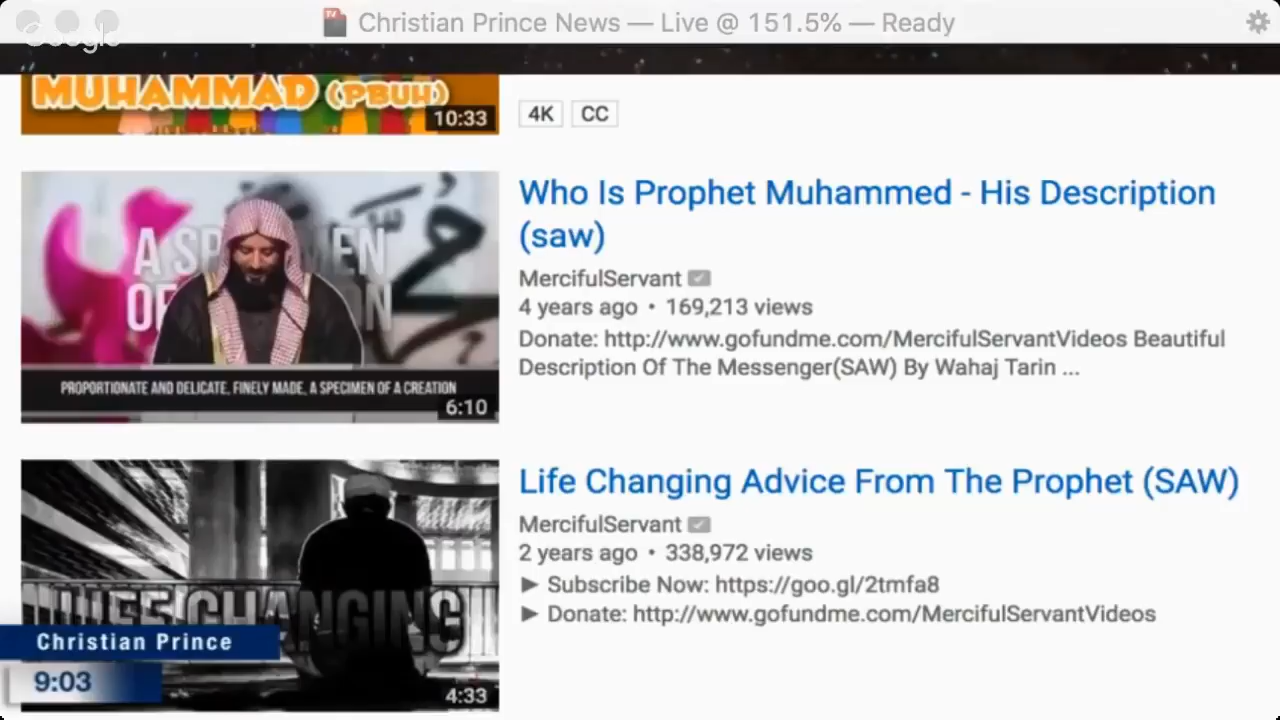 Christian Prince News — Live @ 151.5% — Ready
Google
MUHAMMAD (PBUH)
10:33
4K CC
A SPECIMEN
PROPORTIONATE AND DELICATE, FINELY MADE, A SPECIMEN OF A CREATION
6:10
Who Is Prophet Muhammed - His Description
(saw)
MercifulServant
4 years ago • 169,213 views
Donate: http://www.gofundme.com/MercifulServantVideos Beautiful
Description Of The Messenger(SAW) By Wahaj Tarin ...
LIFE CHANGING
4:33
Life Changing Advice From The Prophet (SAW)
MercifulServant
2 years ago • 338,972 views
► Subscribe Now: https://goo.gl/2tmfa8
► Donate: http://www.gofundme.com/MercifulServantVideos
Christian Prince
9:03